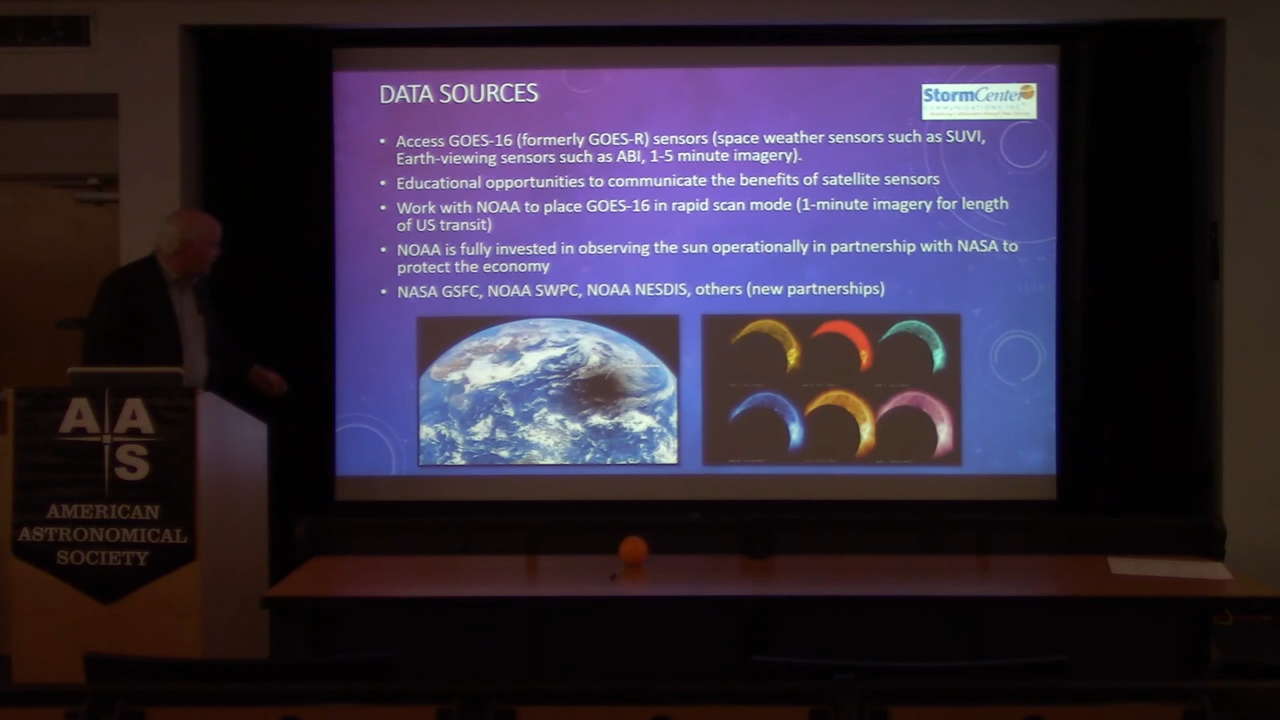 DATA SOURCES
StormCenter
COMMUNICATIONS, INC.
• Access GOES-16 (formerly GOES-R) sensors (space weather sensors such as SUVI,
Earth-viewing sensors such as ABI, 1-5 minute imagery).
• Educational opportunities to communicate the benefits of satellite sensors
• Work with NOAA to place GOES-16 in rapid scan mode (1-minute imagery for length
of US transit)
• NOAA is fully invested in observing the sun operationally in partnership with NASA to
protect the economy
• NASA GSFC, NOAA SWPC, NOAA NESDIS, others (new partnerships)
AAS
AMERICAN
ASTRONOMICAL
SOCIETY